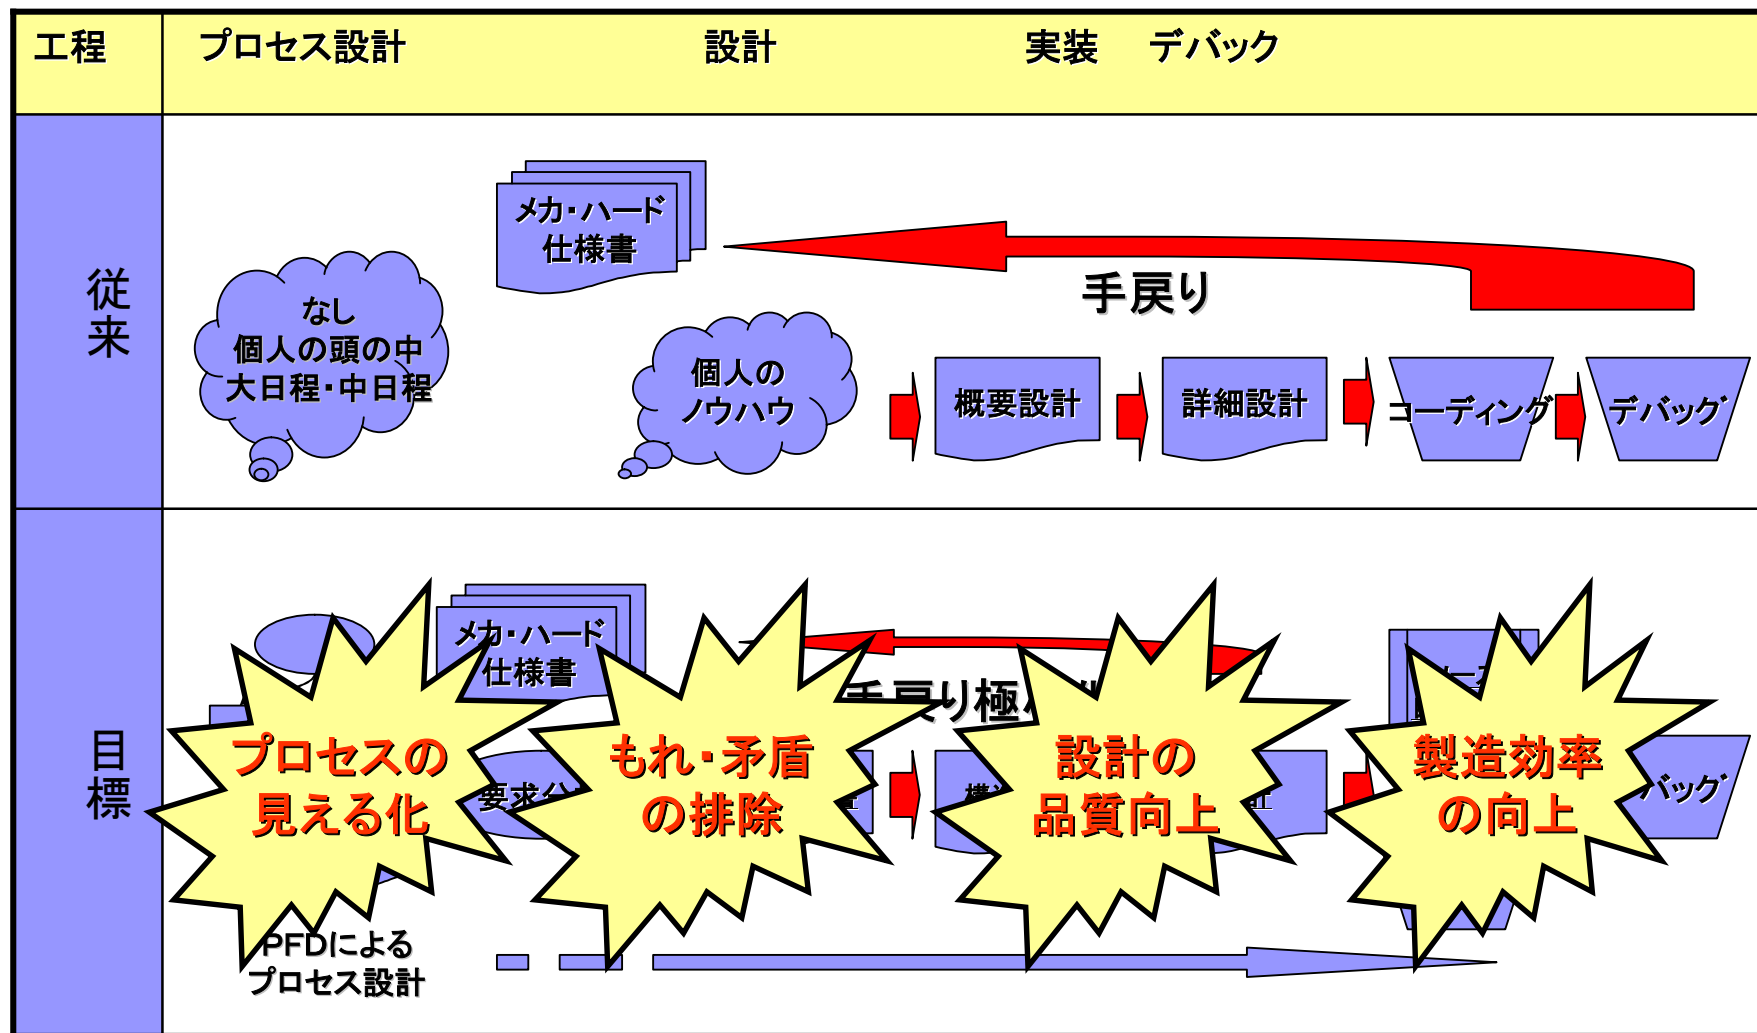 工程
プロセス設計
設計
実装
デバック
従来
メカ・ハード
仕様書
手戻り
なし
個人の頭の中
大日程・中日程
個人の
ノウハウ
概要設計
詳細設計
コーディング
デバッグ
目標
メカ・ハード
仕様書
手戻り極
プロセスの
見える化
要求分
もれ・矛盾
の排除
設計の
品質向上
製造効率
の向上
バッグ
PFDによる
プロセス設計